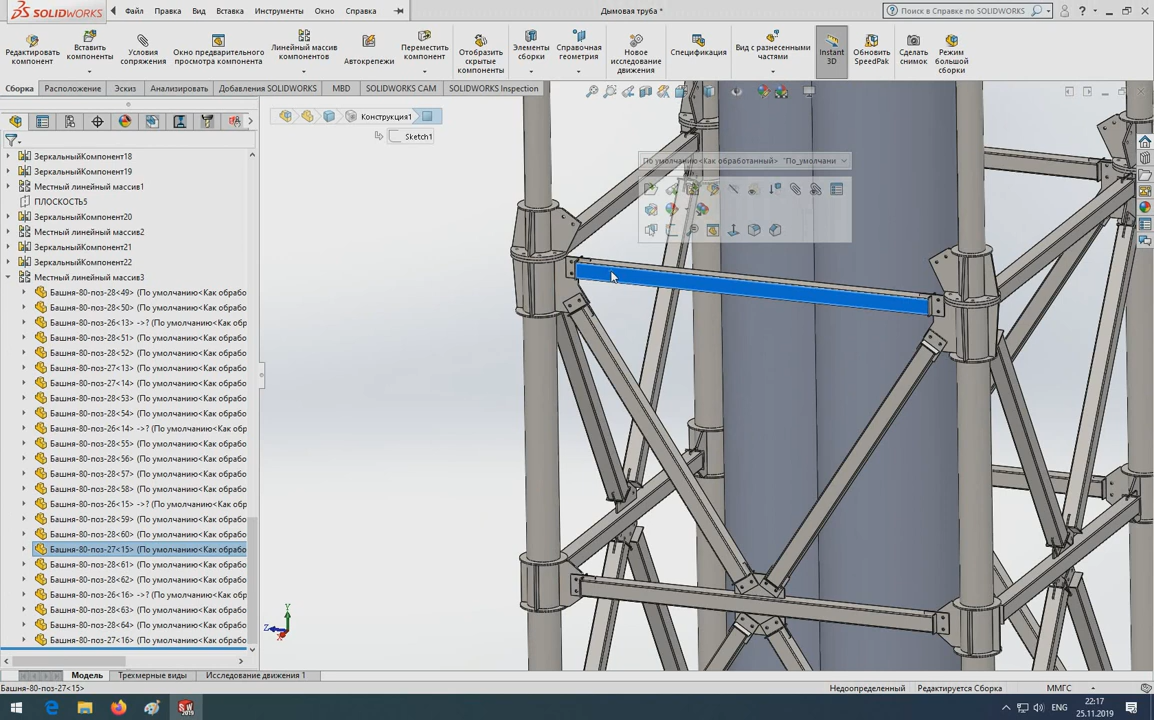 SOLIDWORKS
Файл Правка Вид Вставка Инструменты Окно Справка
Дымовая труба *
Поиск в Справке по SOLIDWORKS
Редактировать компонент
Вставить компоненты
Условия сопряжения
Окно предварительного просмотра компонента
Линейный массив компонентов
Автокрепежи
Переместить компонент
Отобразить скрытые компоненты
Элементы сборки
Справочная геометрия
Новое исследование движения
Спецификация
Вид с разнесенными частями
Instant 3D
Обновить SpeedPak
Сделать снимок
Режим большой сборки
Сборка Расположение Эскиз Анализировать Добавления SOLIDWORKS MBD SOLIDWORKS CAM SOLIDWORKS Inspection
Конструкция1
Sketch1
По умолчанию<Как обработанный> "По_умолчани
ЗеркальныйКомпонент18
ЗеркальныйКомпонент19
Местный линейный массив1
ПЛОСКОСТЬ5
ЗеркальныйКомпонент20
Местный линейный массив2
ЗеркальныйКомпонент21
ЗеркальныйКомпонент22
Местный линейный массив3
Башня-80-поз-28<49> (По умолчанию<Как обрабо
Башня-80-поз-28<50> (По умолчанию<Как обрабо
Башня-80-поз-26<13> ->? (По умолчанию<Как обр
Башня-80-поз-28<51> (По умолчанию<Как обрабо
Башня-80-поз-28<52> (По умолчанию<Как обрабо
Башня-80-поз-27<13> (По умолчанию<Как обрабо
Башня-80-поз-27<14> (По умолчанию<Как обрабо
Башня-80-поз-28<53> (По умолчанию<Как обрабо
Башня-80-поз-28<54> (По умолчанию<Как обрабо
Башня-80-поз-26<14> ->? (По умолчанию<Как обр
Башня-80-поз-28<55> (По умолчанию<Как обрабо
Башня-80-поз-28<56> (По умолчанию<Как обрабо
Башня-80-поз-28<57> (По умолчанию<Как обрабо
Башня-80-поз-28<58> (По умолчанию<Как обрабо
Башня-80-поз-26<15> ->? (По умолчанию<Как обр
Башня-80-поз-28<59> (По умолчанию<Как обрабо
Башня-80-поз-28<60> (По умолчанию<Как обрабо
Башня-80-поз-27<15> (По умолчанию<Как обрабо
Башня-80-поз-28<61> (По умолчанию<Как обрабо
Башня-80-поз-28<62> (По умолчанию<Как обрабо
Башня-80-поз-26<16> ->? (По умолчанию<Как обр
Башня-80-поз-28<63> (По умолчанию<Как обрабо
Башня-80-поз-28<64> (По умолчанию<Как обрабо
Башня-80-поз-27<16> (По умолчанию<Как обрабо
Y
Z
X
Модель Трехмерные виды Исследование движения 1
Башня-80-поз-27<15> Недоопределенный Редактируется Сборка ММГС
ENG
22:17
25.11.2019